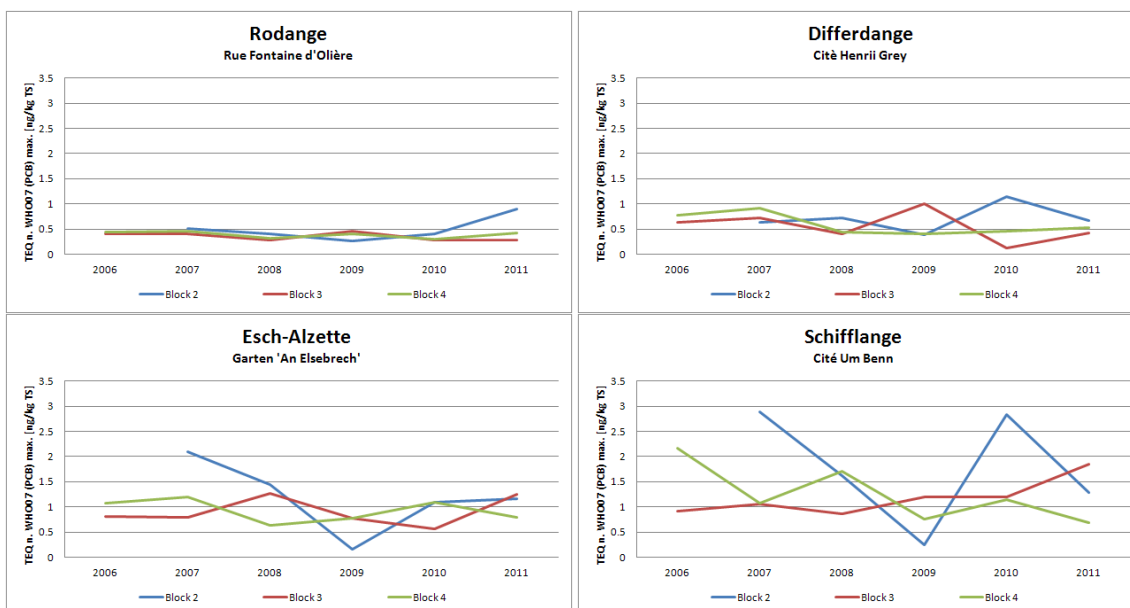 Rodange
Rue Fontaine d'Olière
TEQ n. WHO07 (PCB) max. [ng/kg TS]
3.5
3
2.5
2
1.5
1
0.5
0
2006 2007 2008 2009 2010 2011
Block 2 Block 3 Block 4
Differdange
Citè Henrii Grey
TEQ n. WHO07 (PCB) max. [ng/kg TS]
3.5
3
2.5
2
1.5
1
0.5
0
2006 2007 2008 2009 2010 2011
Block 2 Block 3 Block 4
Esch-Alzette
Garten 'An Elsebrech'
TEQ n. WHO07 (PCB) max. [ng/kg TS]
3.5
3
2.5
2
1.5
1
0.5
0
2006 2007 2008 2009 2010 2011
Block 2 Block 3 Block 4
Schifflange
Cité Um Benn
TEQ n. WHO07 (PCB) max. [ng/kg TS]
3.5
3
2.5
2
1.5
1
0.5
0
2006 2007 2008 2009 2010 2011
Block 2 Block 3 Block 4